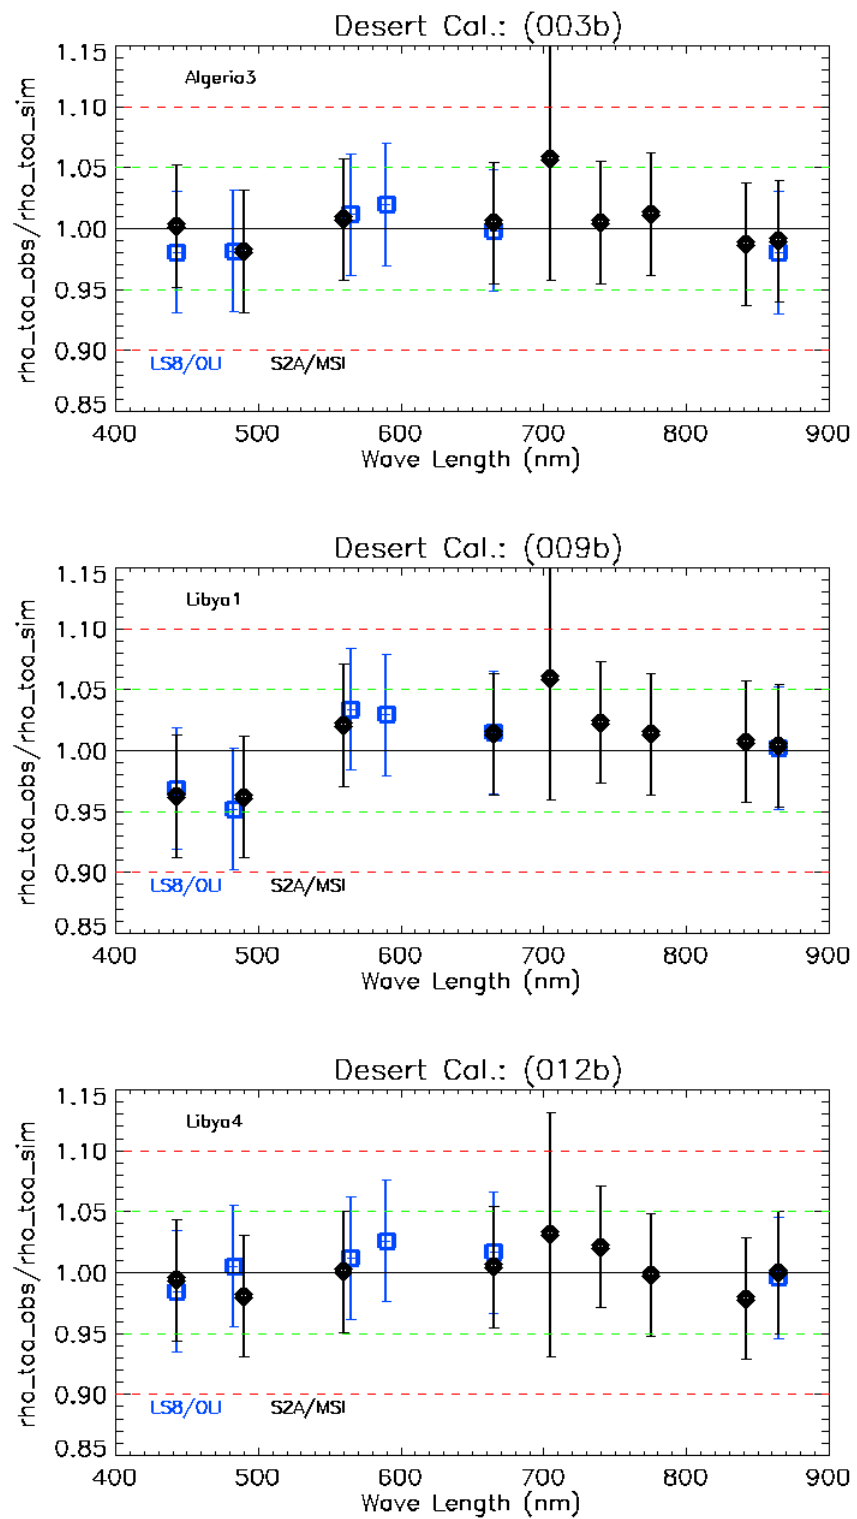 Desert Cal.: (003b)
rho_toa_obs/rho_toa_sim
1.15
1.10
1.05
1.00
0.95
0.90
0.85
Algeria3
LS8/OLI S2A/MSI
400 500 600 700 800 900
Wave Length (nm)
Desert Cal.: (009b)
rho_toa_obs/rho_toa_sim
1.15
1.10
1.05
1.00
0.95
0.90
0.85
Libya1
LS8/OLI S2A/MSI
400 500 600 700 800 900
Wave Length (nm)
Desert Cal.: (012b)
rho_toa_obs/rho_toa_sim
1.15
1.10
1.05
1.00
0.95
0.90
0.85
Libya4
LS8/OLI S2A/MSI
400 500 600 700 800 900
Wave Length (nm)